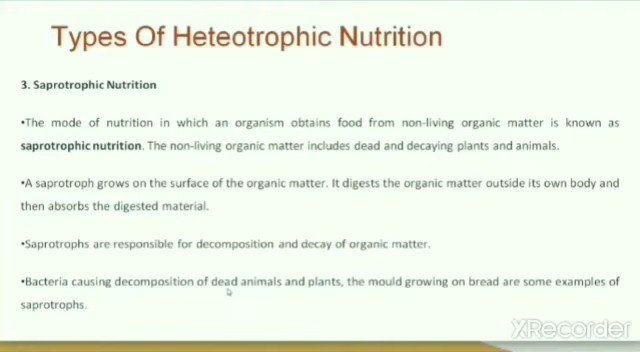 Types Of Heteotrophic Nutrition
3. Saprotrophic Nutrition
•The mode of nutrition in which an organism obtains food from non-living organic matter is known as
saprotrophic nutrition. The non-living organic matter includes dead and decaying plants and animals.
•A saprotroph grows on the surface of the organic matter. It digests the organic matter outside its own body and
then absorbs the digested material.
•Saprotrophs are responsible for decomposition and decay of organic matter.
•Bacteria causing decomposition of dead animals and plants, the mould growing on bread are some examples of
saprotrophs.
XRecorder